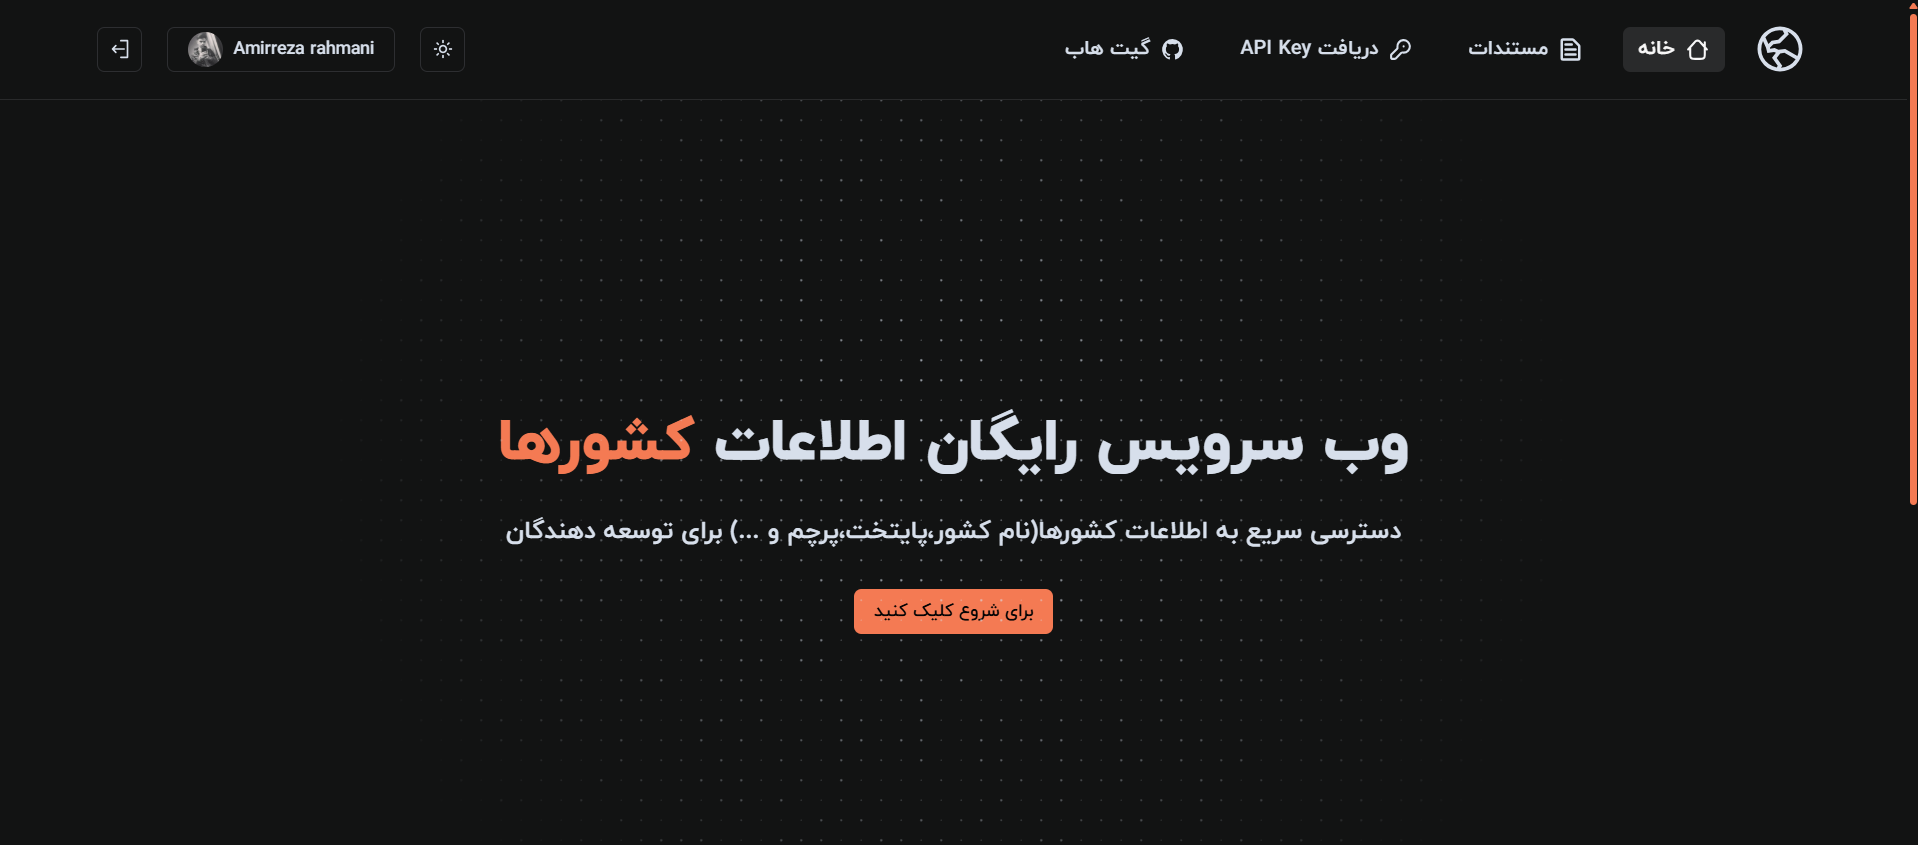 خانه
مستندات
دریافت API Key
گیت هاب
Amirreza rahmani
وب سرویس رایگان اطلاعات کشورها
دسترسی سریع به اطلاعات کشورها(نام کشور،پایتخت،پرچم و ...) برای توسعه دهندگان
برای شروع کلیک کنید